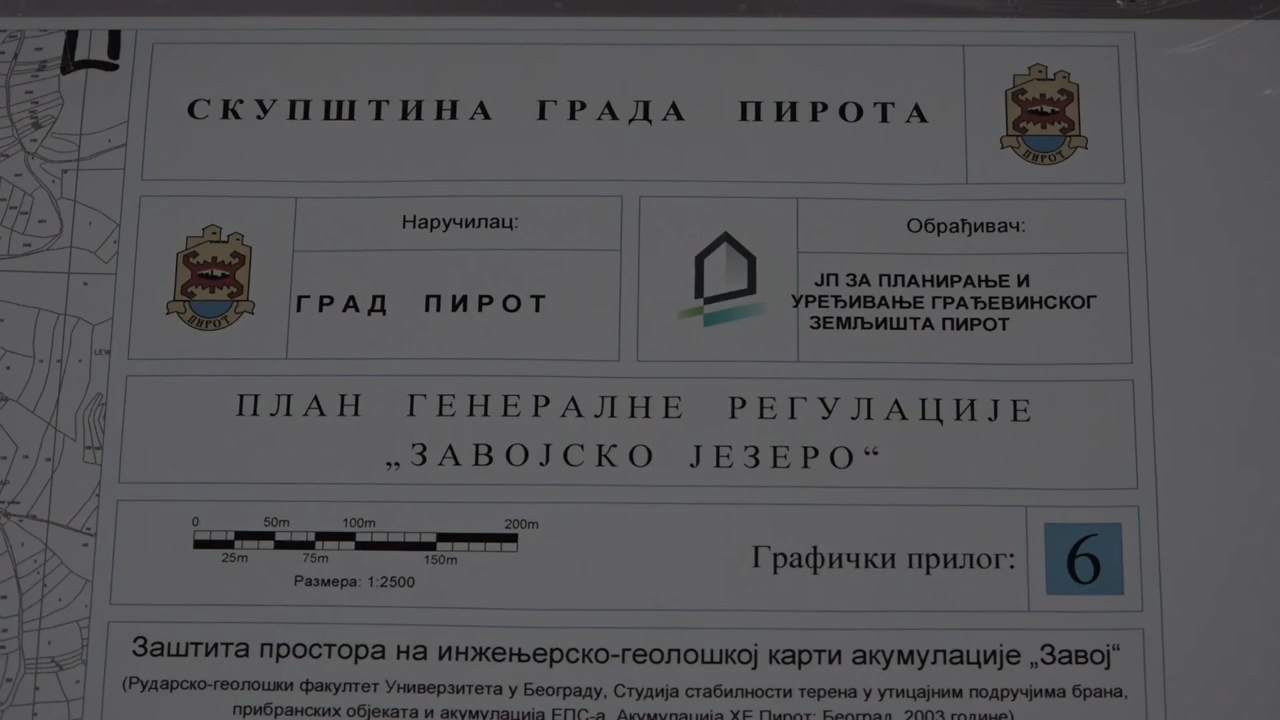 СКУПШТИНА ГРАДА ПИРОТА
ПИРОТ
Наручилац:
ГРАД ПИРОТ
ПИРОТ
Обрађивач:
ЈП ЗА ПЛАНИРАЊЕ И
УРЕЂИВАЊЕ ГРАЂЕВИНСКОГ
ЗЕМЉИШТА ПИРОТ
ПЛАН ГЕНЕРАЛНЕ РЕГУЛАЦИЈЕ
„ЗАВОЈСКО ЈЕЗЕРО“
0 50m 100m 200m
25m 75m 150m
Размера: 1:2500
Графички прилог:
6
Заштита простора на инжењерско-геолошкој карти акумулације „Завој“
(Рударско-геолошки факултет Универзитета у Београду, Студија стабилности терена у утицајним подручјима брана,
прибранских објеката и акумулација ЕПС-а, Акумулација ХЕ Пирот; Београд, 2003.године)